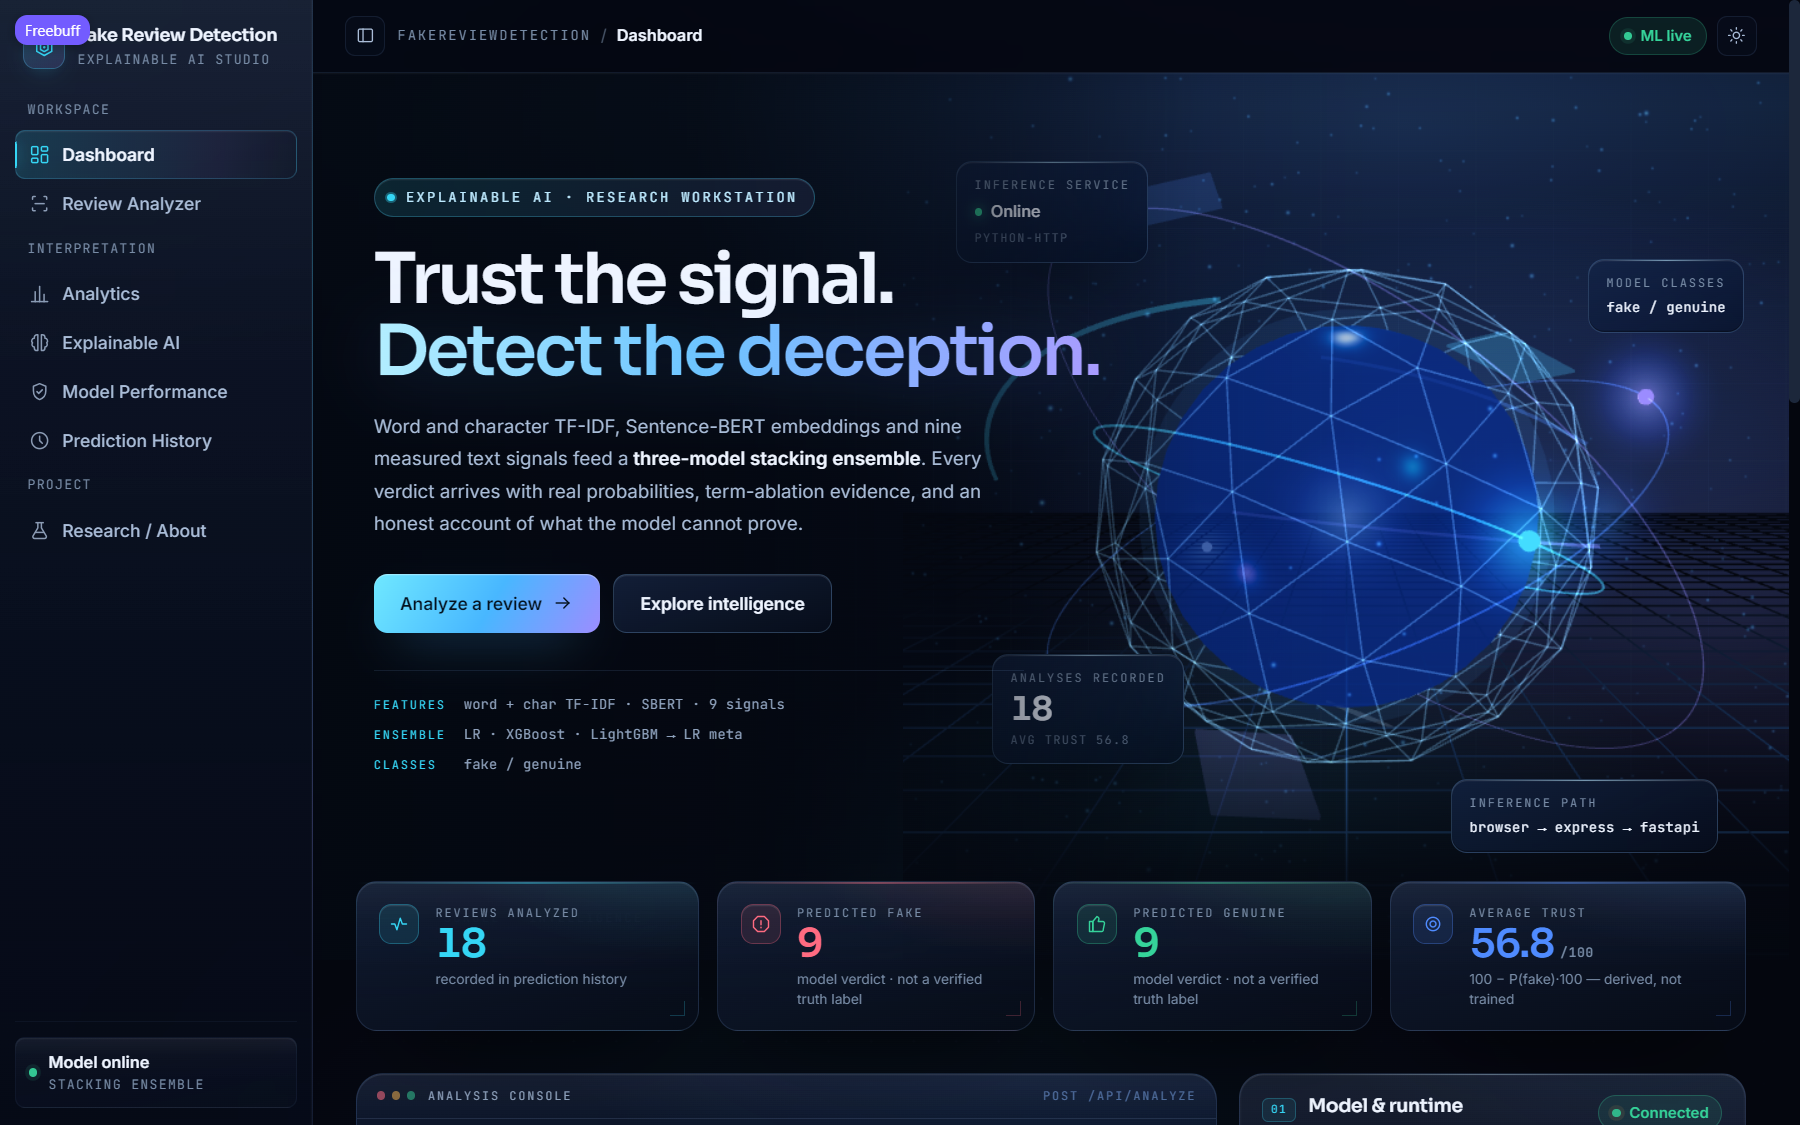 Freebuff
ake Review Detection
EXPLAINABLE AI STUDIO
WORKSPACE
Dashboard
Review Analyzer
INTERPRETATION
Analytics
Explainable AI
Model Performance
Prediction History
PROJECT
Research / About
Model online
STACKING ENSEMBLE
FAKEREVIEWDETECTION / Dashboard
ML live
EXPLAINABLE AI · RESEARCH WORKSTATION
Trust the signal.
Detect the deception.
Word and character TF-IDF, Sentence-BERT embeddings and nine
measured text signals feed a three-model stacking ensemble. Every
verdict arrives with real probabilities, term-ablation evidence, and an
honest account of what the model cannot prove.
Analyze a review →
Explore intelligence
FEATURES word + char TF-IDF · SBERT · 9 signals
ENSEMBLE LR · XGBoost · LightGBM → LR meta
CLASSES fake / genuine
INFERENCE SERVICE
Online
PYTHON-HTTP
MODEL CLASSES
fake / genuine
ANALYSES RECORDED
18
AVG TRUST 56.8
INFERENCE PATH
browser → express → fastapi
REVIEWS ANALYZED
18
recorded in prediction history
PREDICTED FAKE
9
model verdict · not a verified
truth label
PREDICTED GENUINE
9
model verdict · not a verified
truth label
AVERAGE TRUST
56.8 /100
100 − P(fake)·100 — derived, not
trained
ANALYSIS CONSOLE
POST /API/ANALYZE
01 Model & runtime
Connected